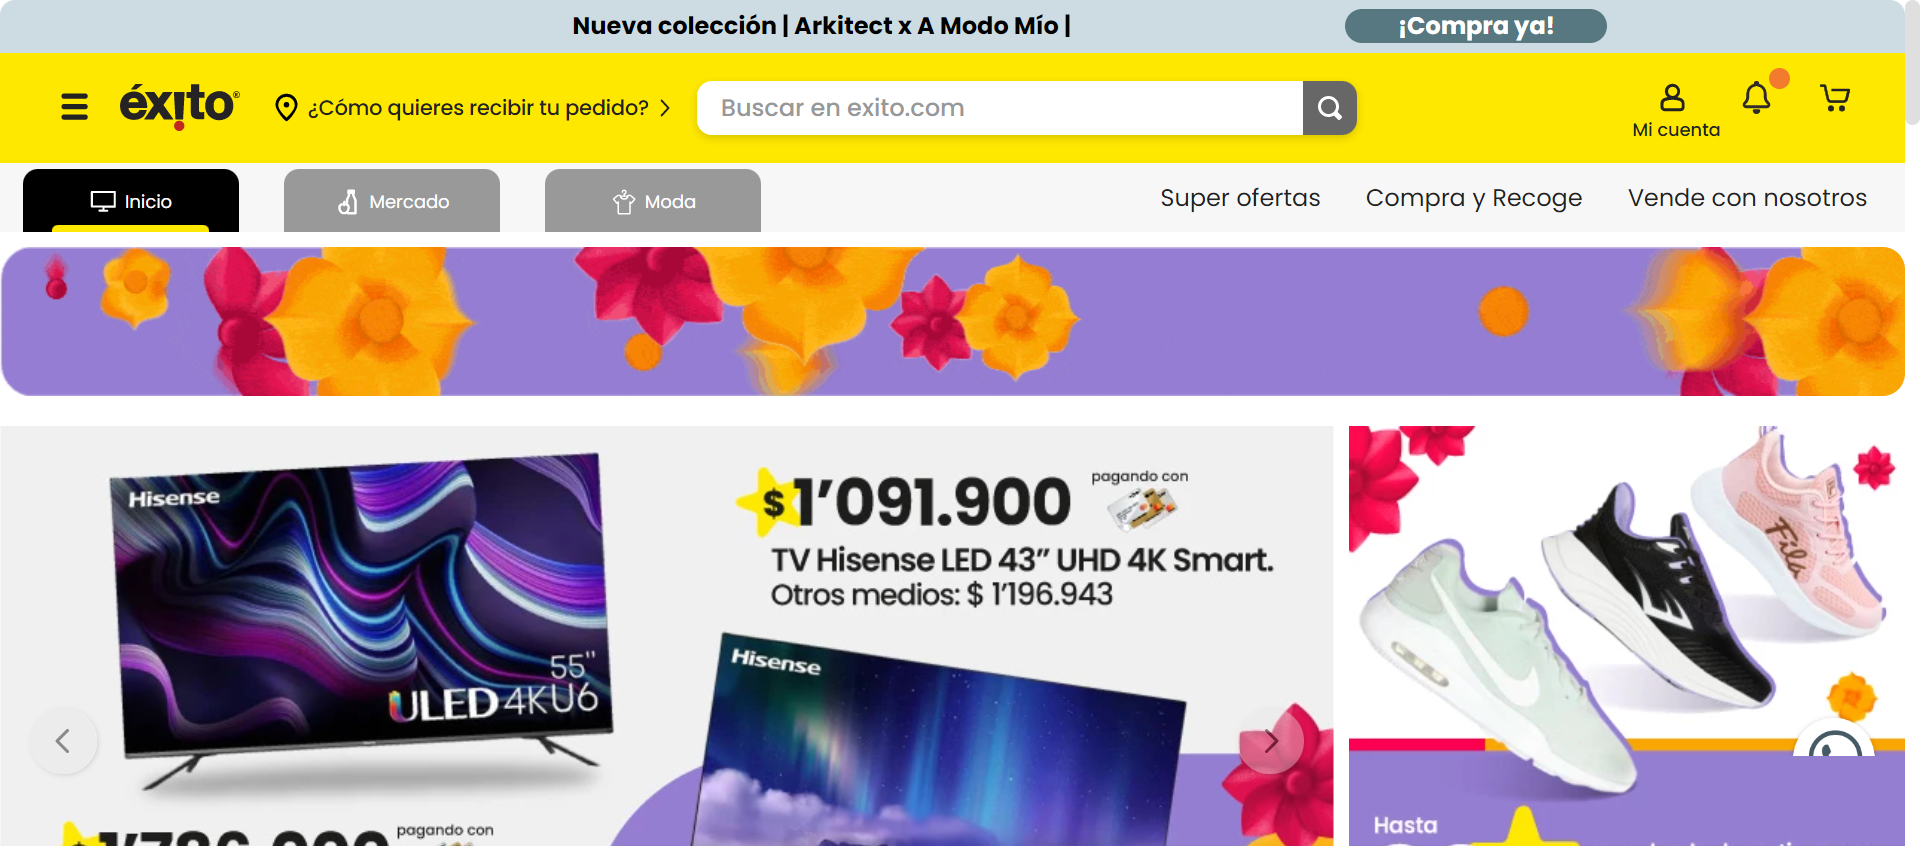 Nueva colección | Arkitect x A Modo Mío |
¡Compra ya!
éxito®
¿Cómo quieres recibir tu pedido?
Buscar en exito.com
Mi cuenta
Inicio
Mercado
Moda
Super ofertas
Compra y Recoge
Vende con nosotros
Hisense
55"
ULED 4K U6
$ 1’091.900
pagando con
TV Hisense LED 43” UHD 4K Smart.
Otros medios: $ 1’196.943
Hisense
pagando con
Fila
Hasta